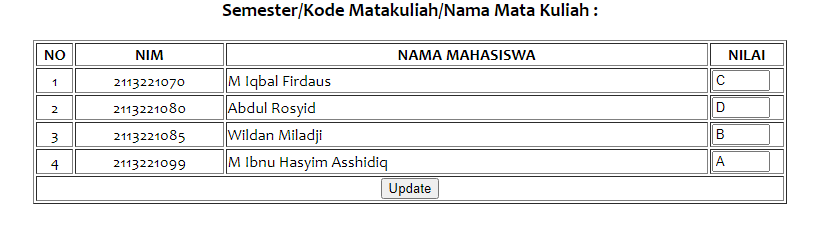 Semester/Kode Matakuliah/Nama Mata Kuliah :
NO NIM NAMA MAHASISWA NILAI
1 2113221070 M Iqbal Firdaus C
2 2113221080 Abdul Rosyid D
3 2113221085 Wildan Miladji B
4 2113221099 M Ibnu Hasyim Asshidiq A
Update